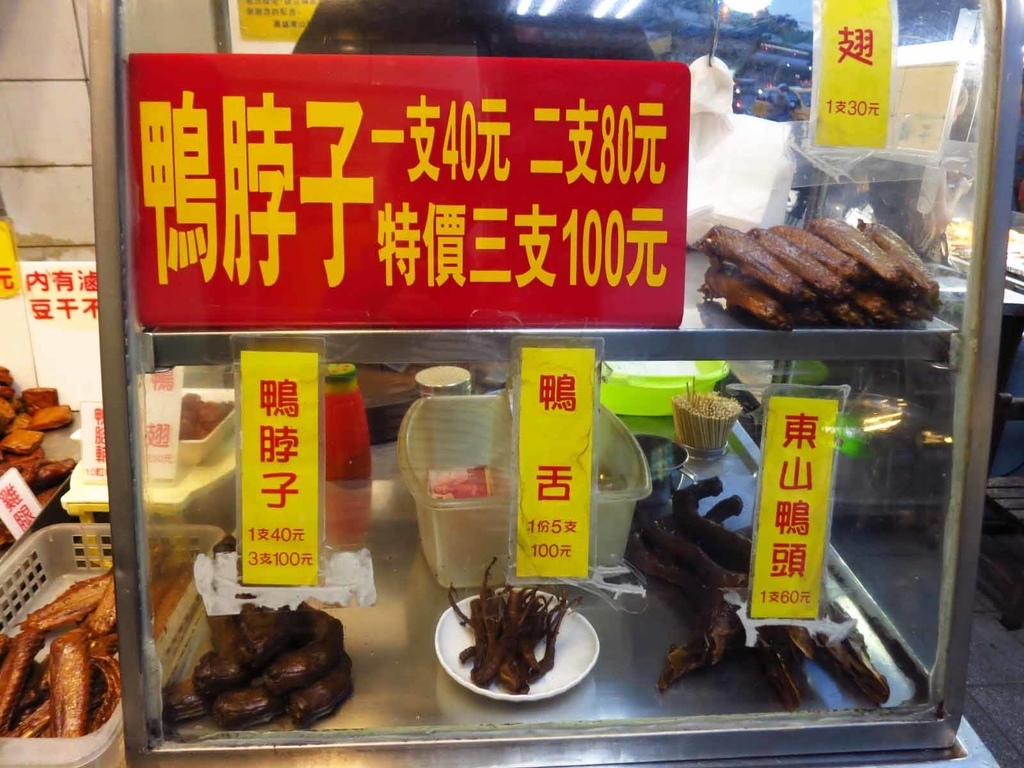 鴨脖子
一支40元 二支80元
特價三支100元
翅
1支30元
元
內有滷
豆干不
鴨脖子
1支40元
3支100元
鴨舌
1份5支
100元
東山鴨頭
1支60元
翅